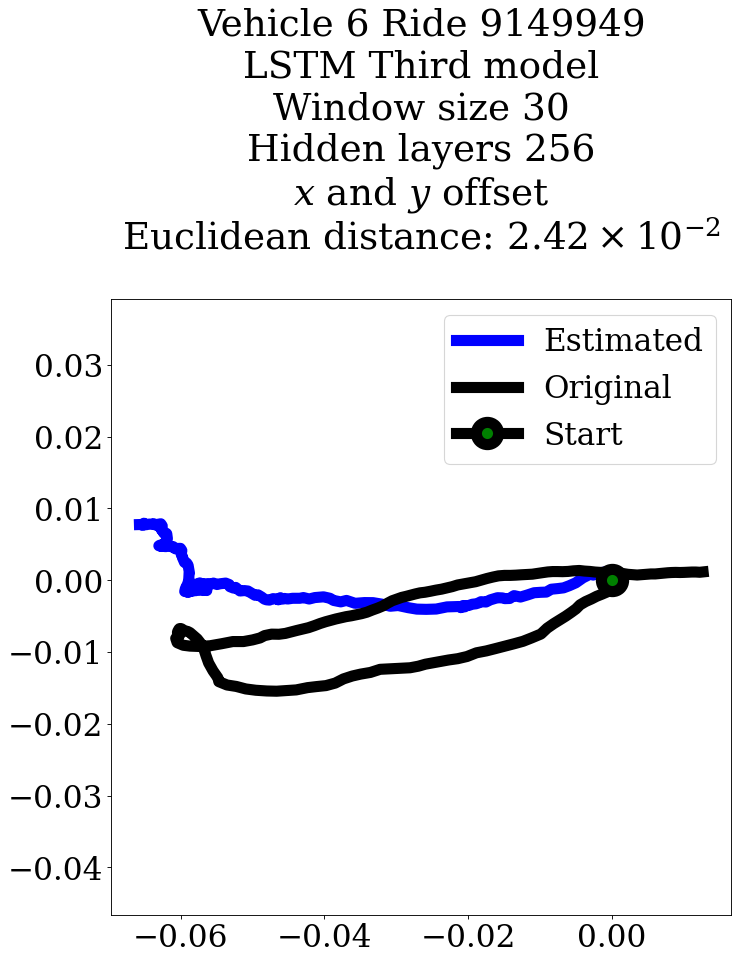 Vehicle 6 Ride 9149949
LSTM Third model
Window size 30
Hidden layers 256
x and y offset
Euclidean distance: 2.42 × 10⁻²
Estimated
Original
Start
0.03
0.02
0.01
0.00
−0.01
−0.02
−0.03
−0.04
−0.06 −0.04 −0.02 0.00